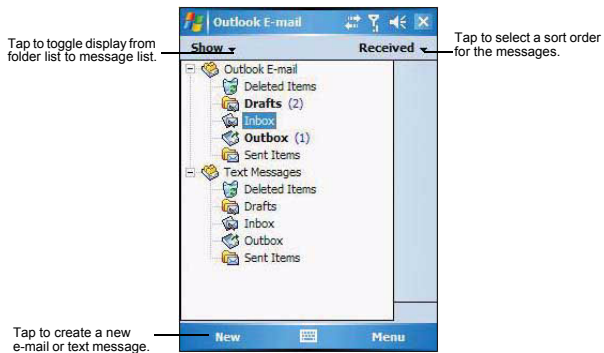 Outlook E-mail
Tap to toggle display from
folder list to message list.
Show
Received
Tap to select a sort order
for the messages.
Outlook E-mail
Deleted Items
Drafts (2)
Inbox
Outbox (1)
Sent Items
Text Messages
Deleted Items
Drafts
Inbox
Outbox
Sent Items
Tap to create a new
e-mail or text message.
New
Menu